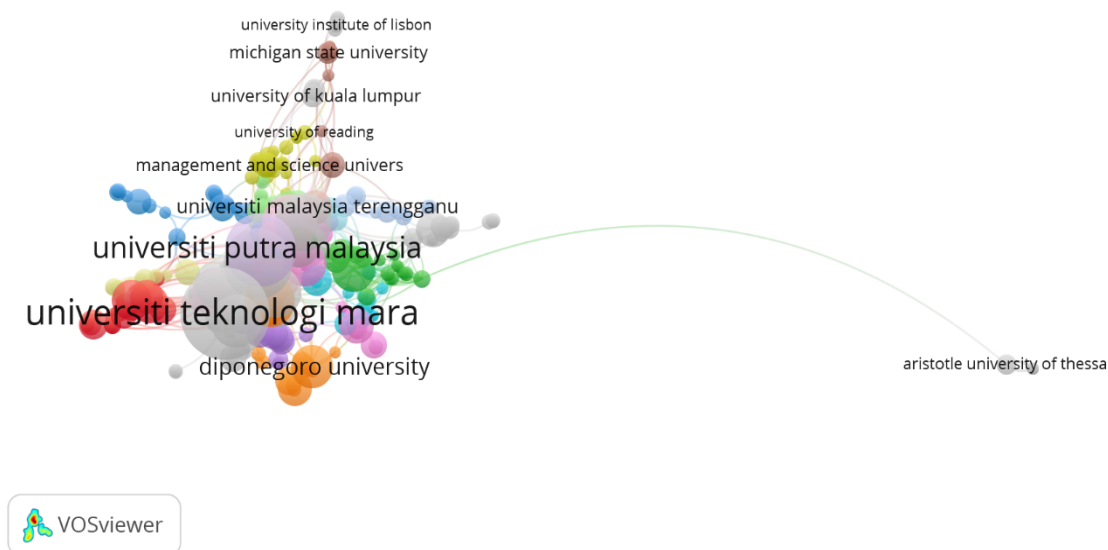 university institute of lisbon
michigan state university
university of kuala lumpur
university of reading
management and science univers
universiti malaysia terengganu
universiti putra malaysia
universiti teknologi mara
diponegoro university
aristotle university of thessa
VOSviewer